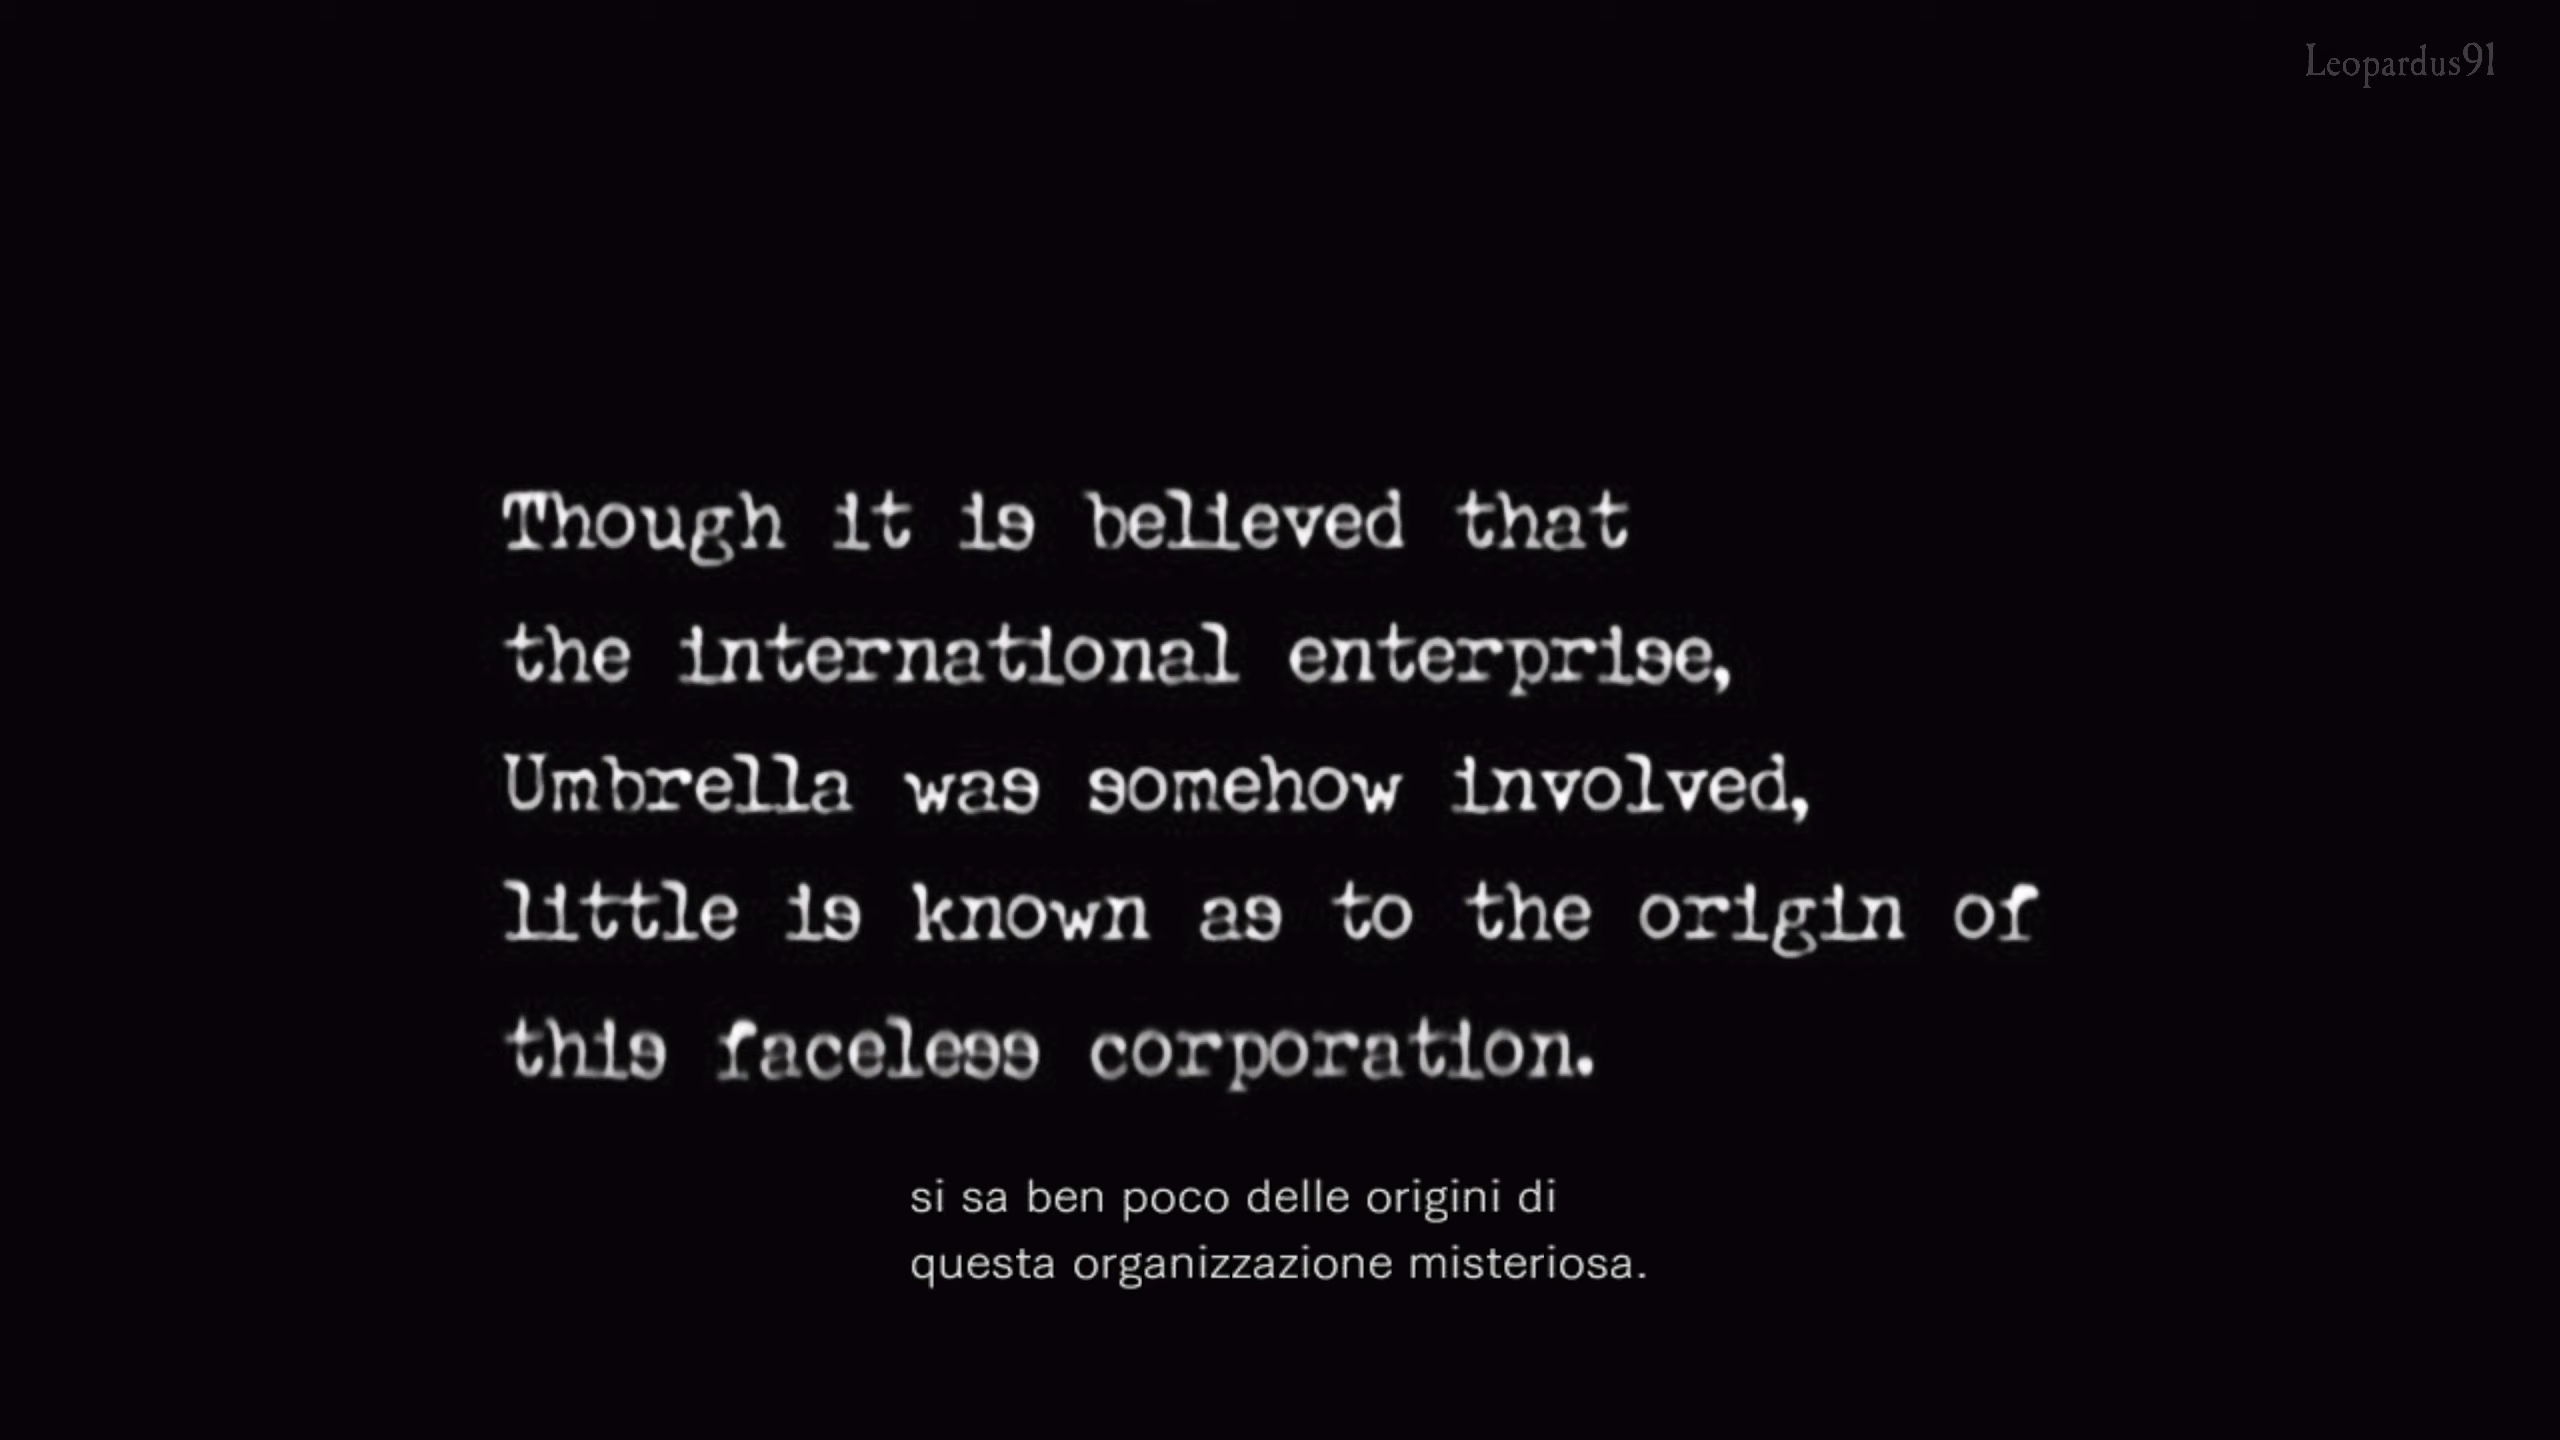 Leopardus91
Though it is believed that
the international enterprise,
Umbrella was somehow involved,
little is known as to the origin of
this faceless corporation.
si sa ben poco delle origini di
questa organizzazione misteriosa.